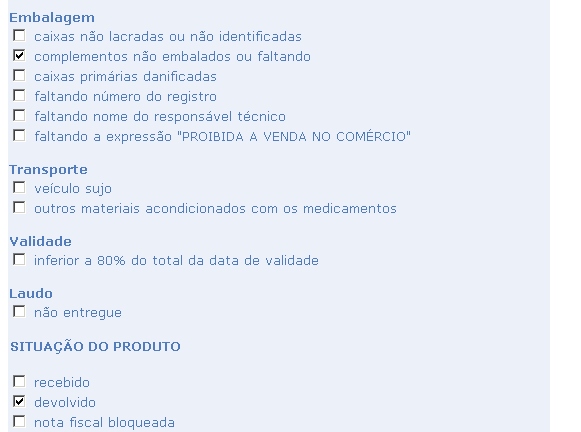 Embalagem
caixas não lacradas ou não identificadas
complementos não embalados ou faltando
caixas primárias danificadas
faltando número do registro
faltando nome do responsável técnico
faltando a expressão "PROIBIDA A VENDA NO COMÉRCIO"
Transporte
veículo sujo
outros materiais acondicionados com os medicamentos
Validade
inferior a 80% do total da data de validade
Laudo
não entregue
SITUAÇÃO DO PRODUTO
recebido
devolvido
nota fiscal bloqueada